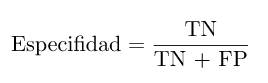 Especifidad = TN / TN + FP